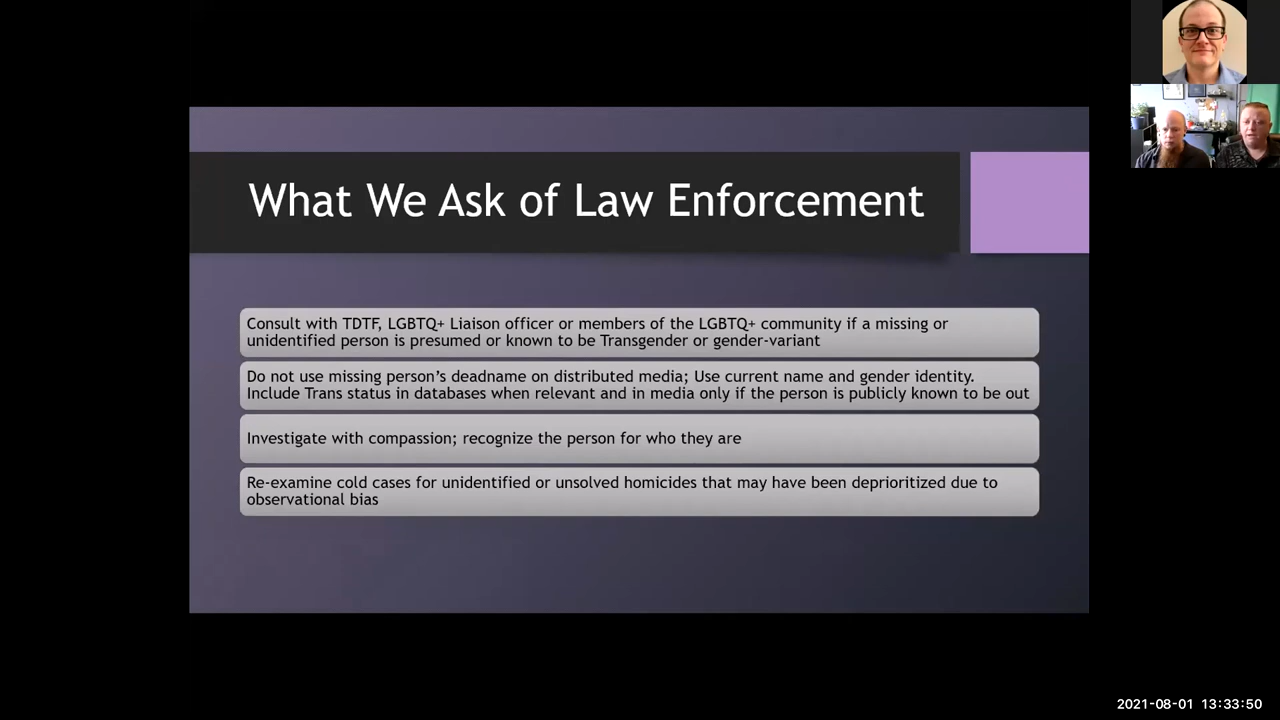 What We Ask of Law Enforcement
Consult with TDTF, LGBTQ+ Liaison officer or members of the LGBTQ+ community if a missing or
unidentified person is presumed or known to be Transgender or gender-variant
Do not use missing person’s deadname on distributed media; Use current name and gender identity.
Include Trans status in databases when relevant and in media only if the person is publicly known to be out
Investigate with compassion; recognize the person for who they are
Re-examine cold cases for unidentified or unsolved homicides that may have been deprioritized due to
observational bias
2021-08-01 13:33:50